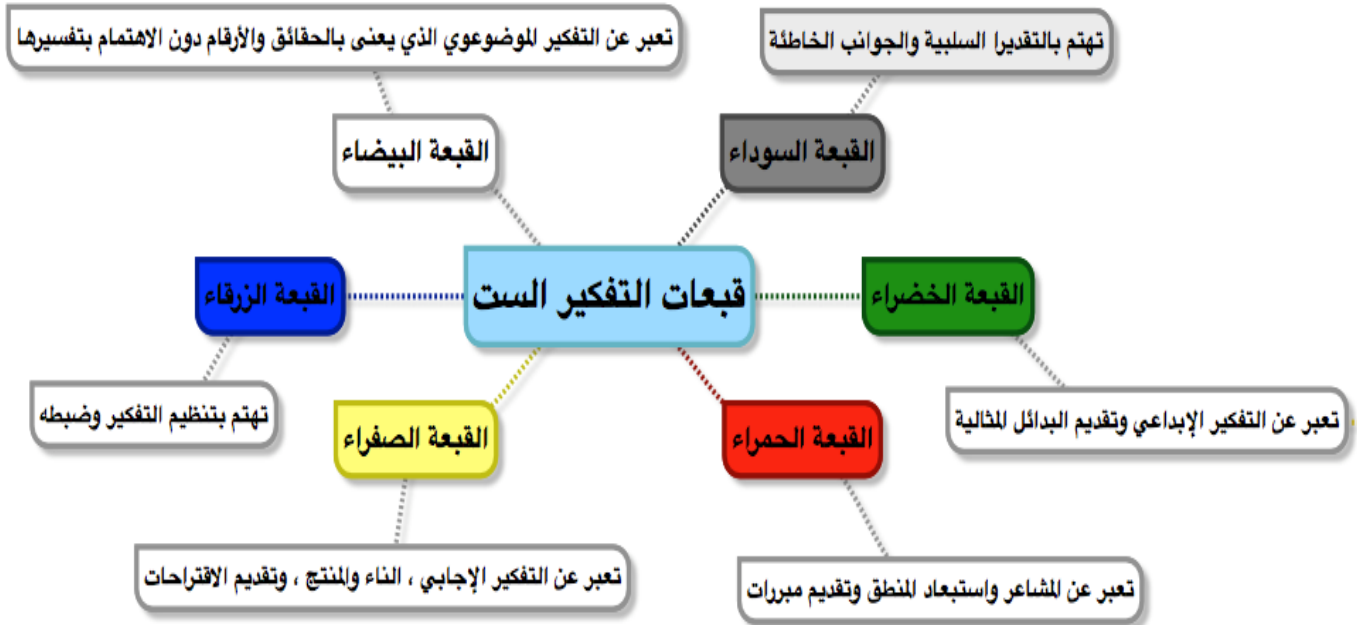 تهتم بالتقديرا السلبية والجوانب الخاطئة
تعبر عن التفكير الموضوعوي الذي يعنى بالحقائق والأرقام دون الاهتمام بتفسيرها
القبعة السوداء
القبعة البيضاء
القبعة الخضراء
قبعات التفكير الست
القبعة الزرقاء
تعبر عن التفكير الإبداعي وتقديم البدائل المثالية
القبعة الحمراء
القبعة الصفراء
تهتم بتنظيم التفكير وضبطه
تعبر عن المشاعر واستبعاد المنطق وتقديم مبررات
تعبر عن التفكير الإجابي ، الناء والمنتج ، وتقديم الاقتراحات